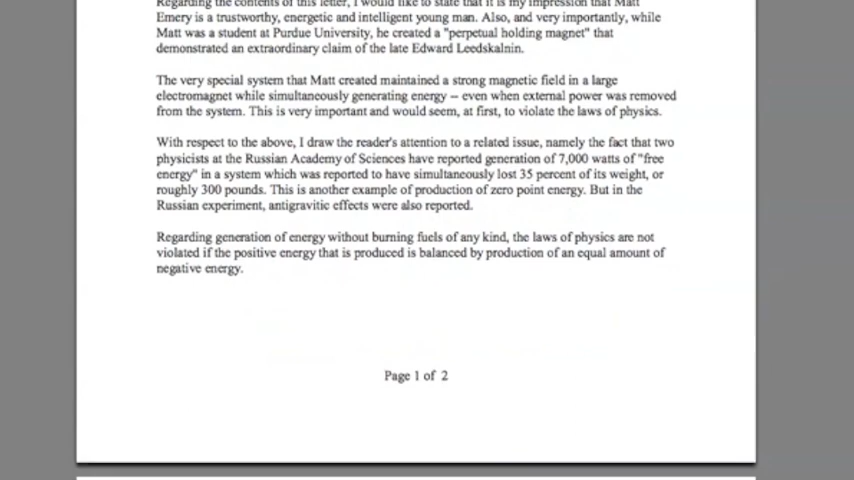 Regarding the contents of this letter, I would like to state that it is my impression that Matt
Emery is a trustworthy, energetic and intelligent young man. Also, and very importantly, while
Matt was a student at Purdue University, he created a "perpetual holding magnet" that
demonstrated an extraordinary claim of the late Edward Leedskalnin.
The very special system that Matt created maintained a strong magnetic field in a large
electromagnet while simultaneously generating energy – even when external power was removed
from the system. This is very important and would seem, at first, to violate the laws of physics.
With respect to the above, I draw the reader's attention to a related issue, namely the fact that two
physicists at the Russian Academy of Sciences have reported generation of 7,000 watts of "free
energy" in a system which was reported to have simultaneously lost 35 percent of its weight, or
roughly 300 pounds. This is another example of production of zero point energy. But in the
Russian experiment, antigravitic effects were also reported.
Regarding generation of energy without burning fuels of any kind, the laws of physics are not
violated if the positive energy that is produced is balanced by production of an equal amount of
negative energy.
Page 1 of 2